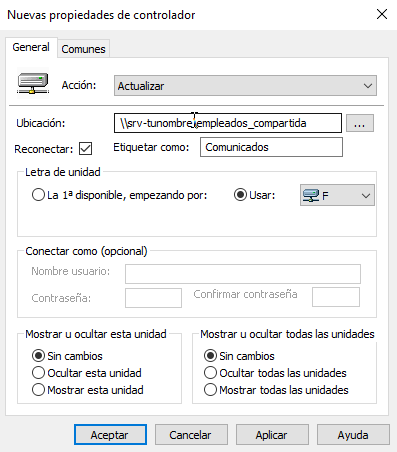 Nuevas propiedades de controlador
General Comunes
Acción: Actualizar
Ubicación: \\srv-tunombre\empleados_compartida ...
Reconectar: Etiquetar como: Comunicados
Letra de unidad
La 1ª disponible, empezando por: Usar: F
Conectar como (opcional)
Nombre usuario:
Contraseña: Confirmar contraseña
Mostrar u ocultar esta unidad Mostrar u ocultar todas las unidades
Sin cambios Sin cambios
Ocultar esta unidad Ocultar todas las unidades
Mostrar esta unidad Mostrar todas las unidades
Aceptar Cancelar Aplicar Ayuda